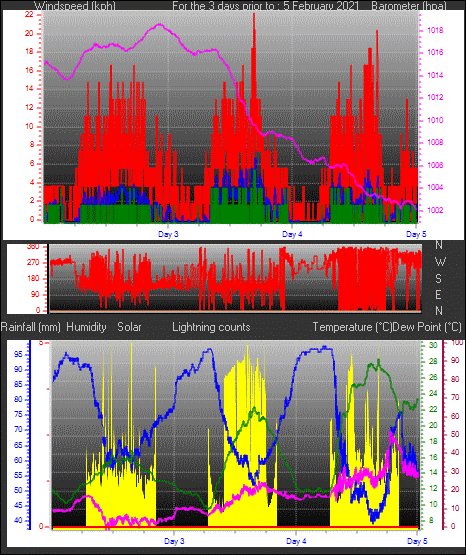 Windspeed (kph) For the 3 days prior to : 5 February 2021 Barometer (hpa)
22 1018
20
18 1016
16 1014
14
12 1012
10 1010
8 1008
6 1006
4 1004
2
0 1002
Day 3 Day 4 Day 5
360 N
270 W
180 S
90 E
0 N
Rainfall (mm) Humidity Solar Lightning counts Temperature (°C) Dew Point (°C)
95 30 100
90 28 90
85 26 80
80 24 70
75 22 60
70 20
65 18 50
60 16 40
55 14 30
50 12 20
45 10 10
40 0 8 0
Day 3 Day 4 Day 5